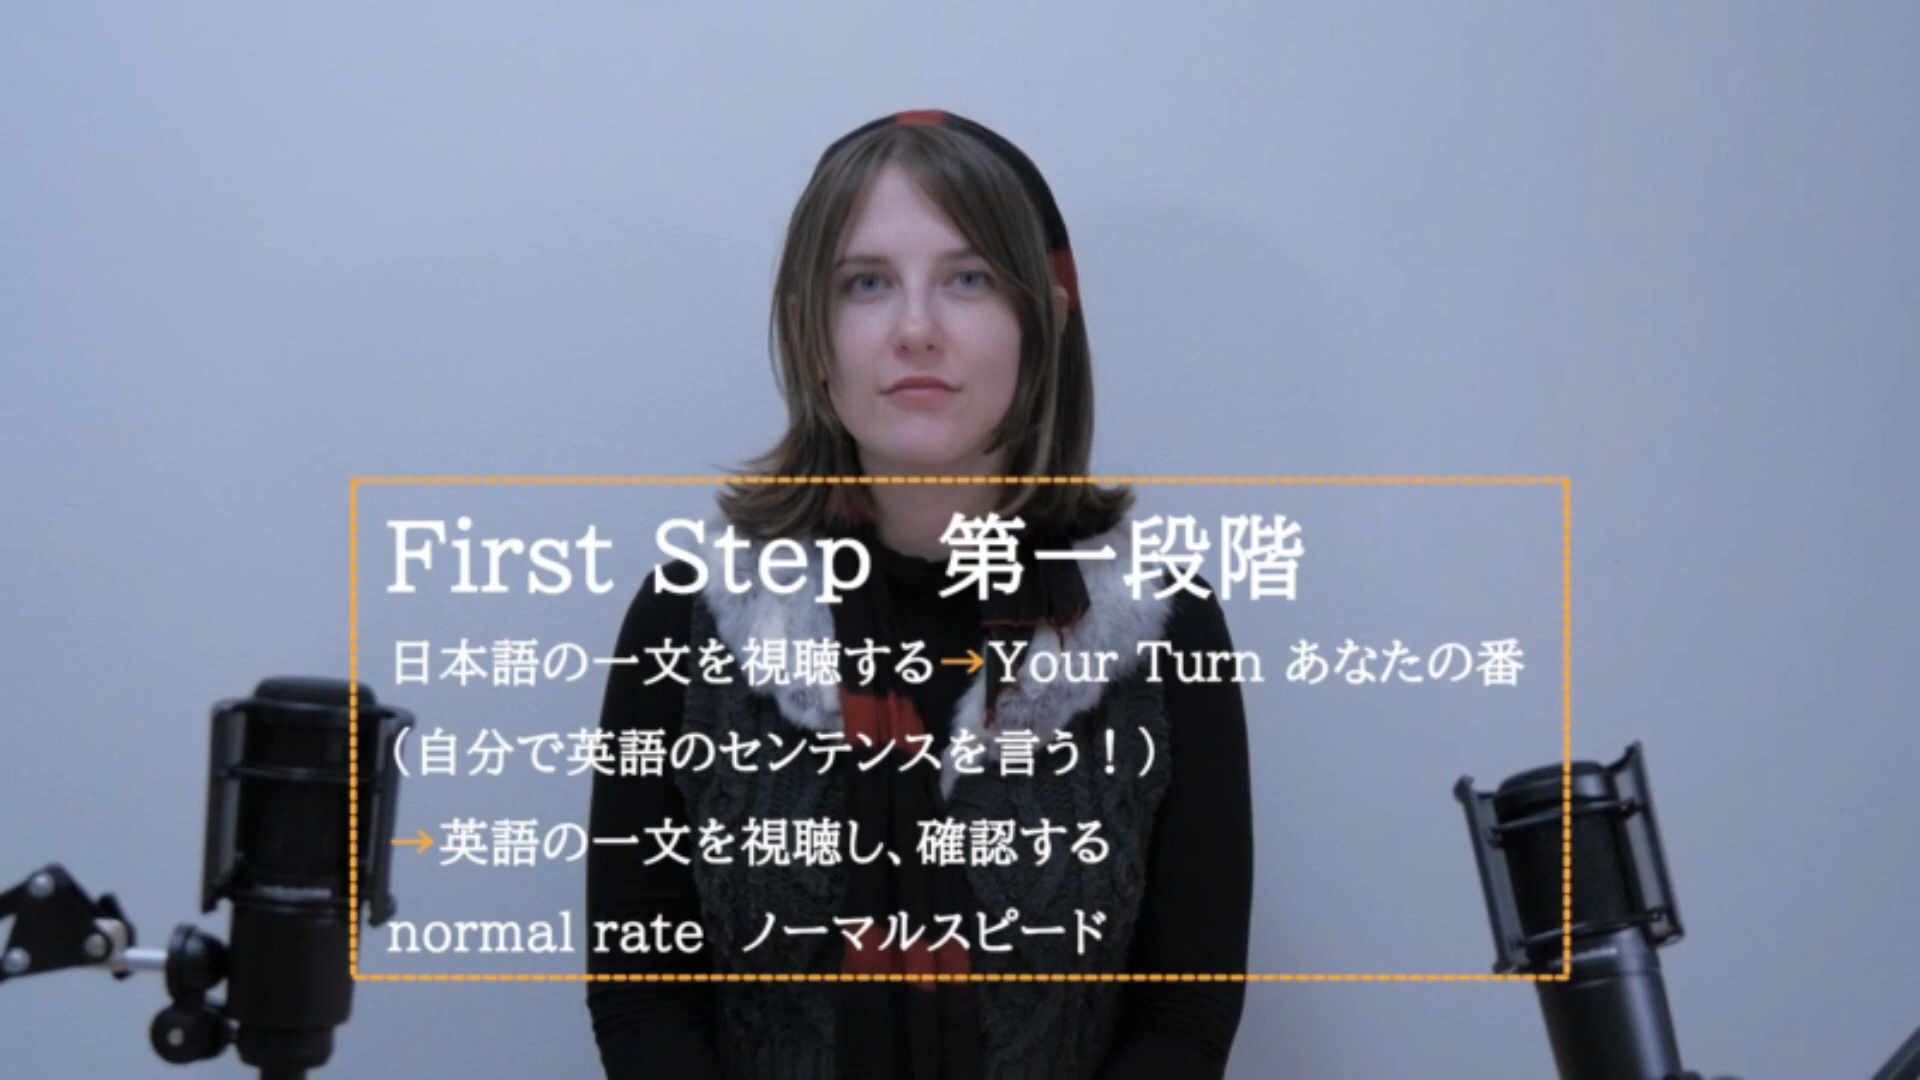 First Step 第一段階
日本語の一文を視聴する→Your Turn あなたの番
（自分で英語のセンテンスを言う！）
→英語の一文を視聴し、確認する
normal rate ノーマルスピード